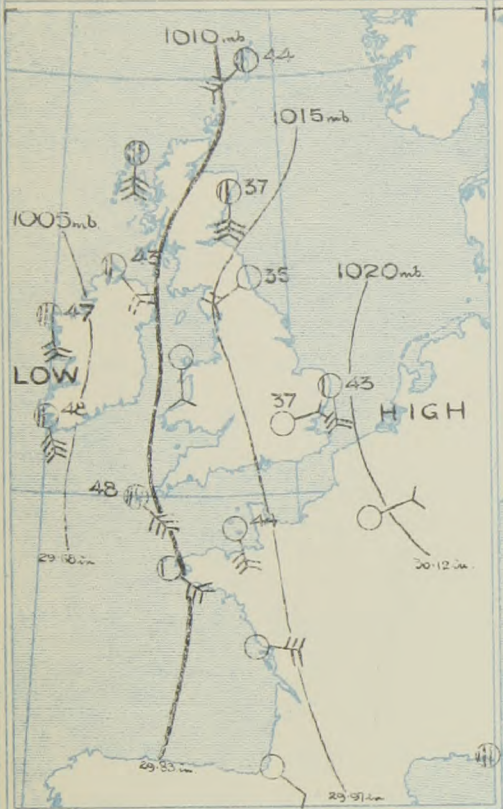 1010 mb.
44
1015 mb.
37
1005 mb.
43
35
1020 mb.
47
LOW
43
37
HIGH
48
48
44
29·68 in
30·12 in.
29·83 in
29·97 in